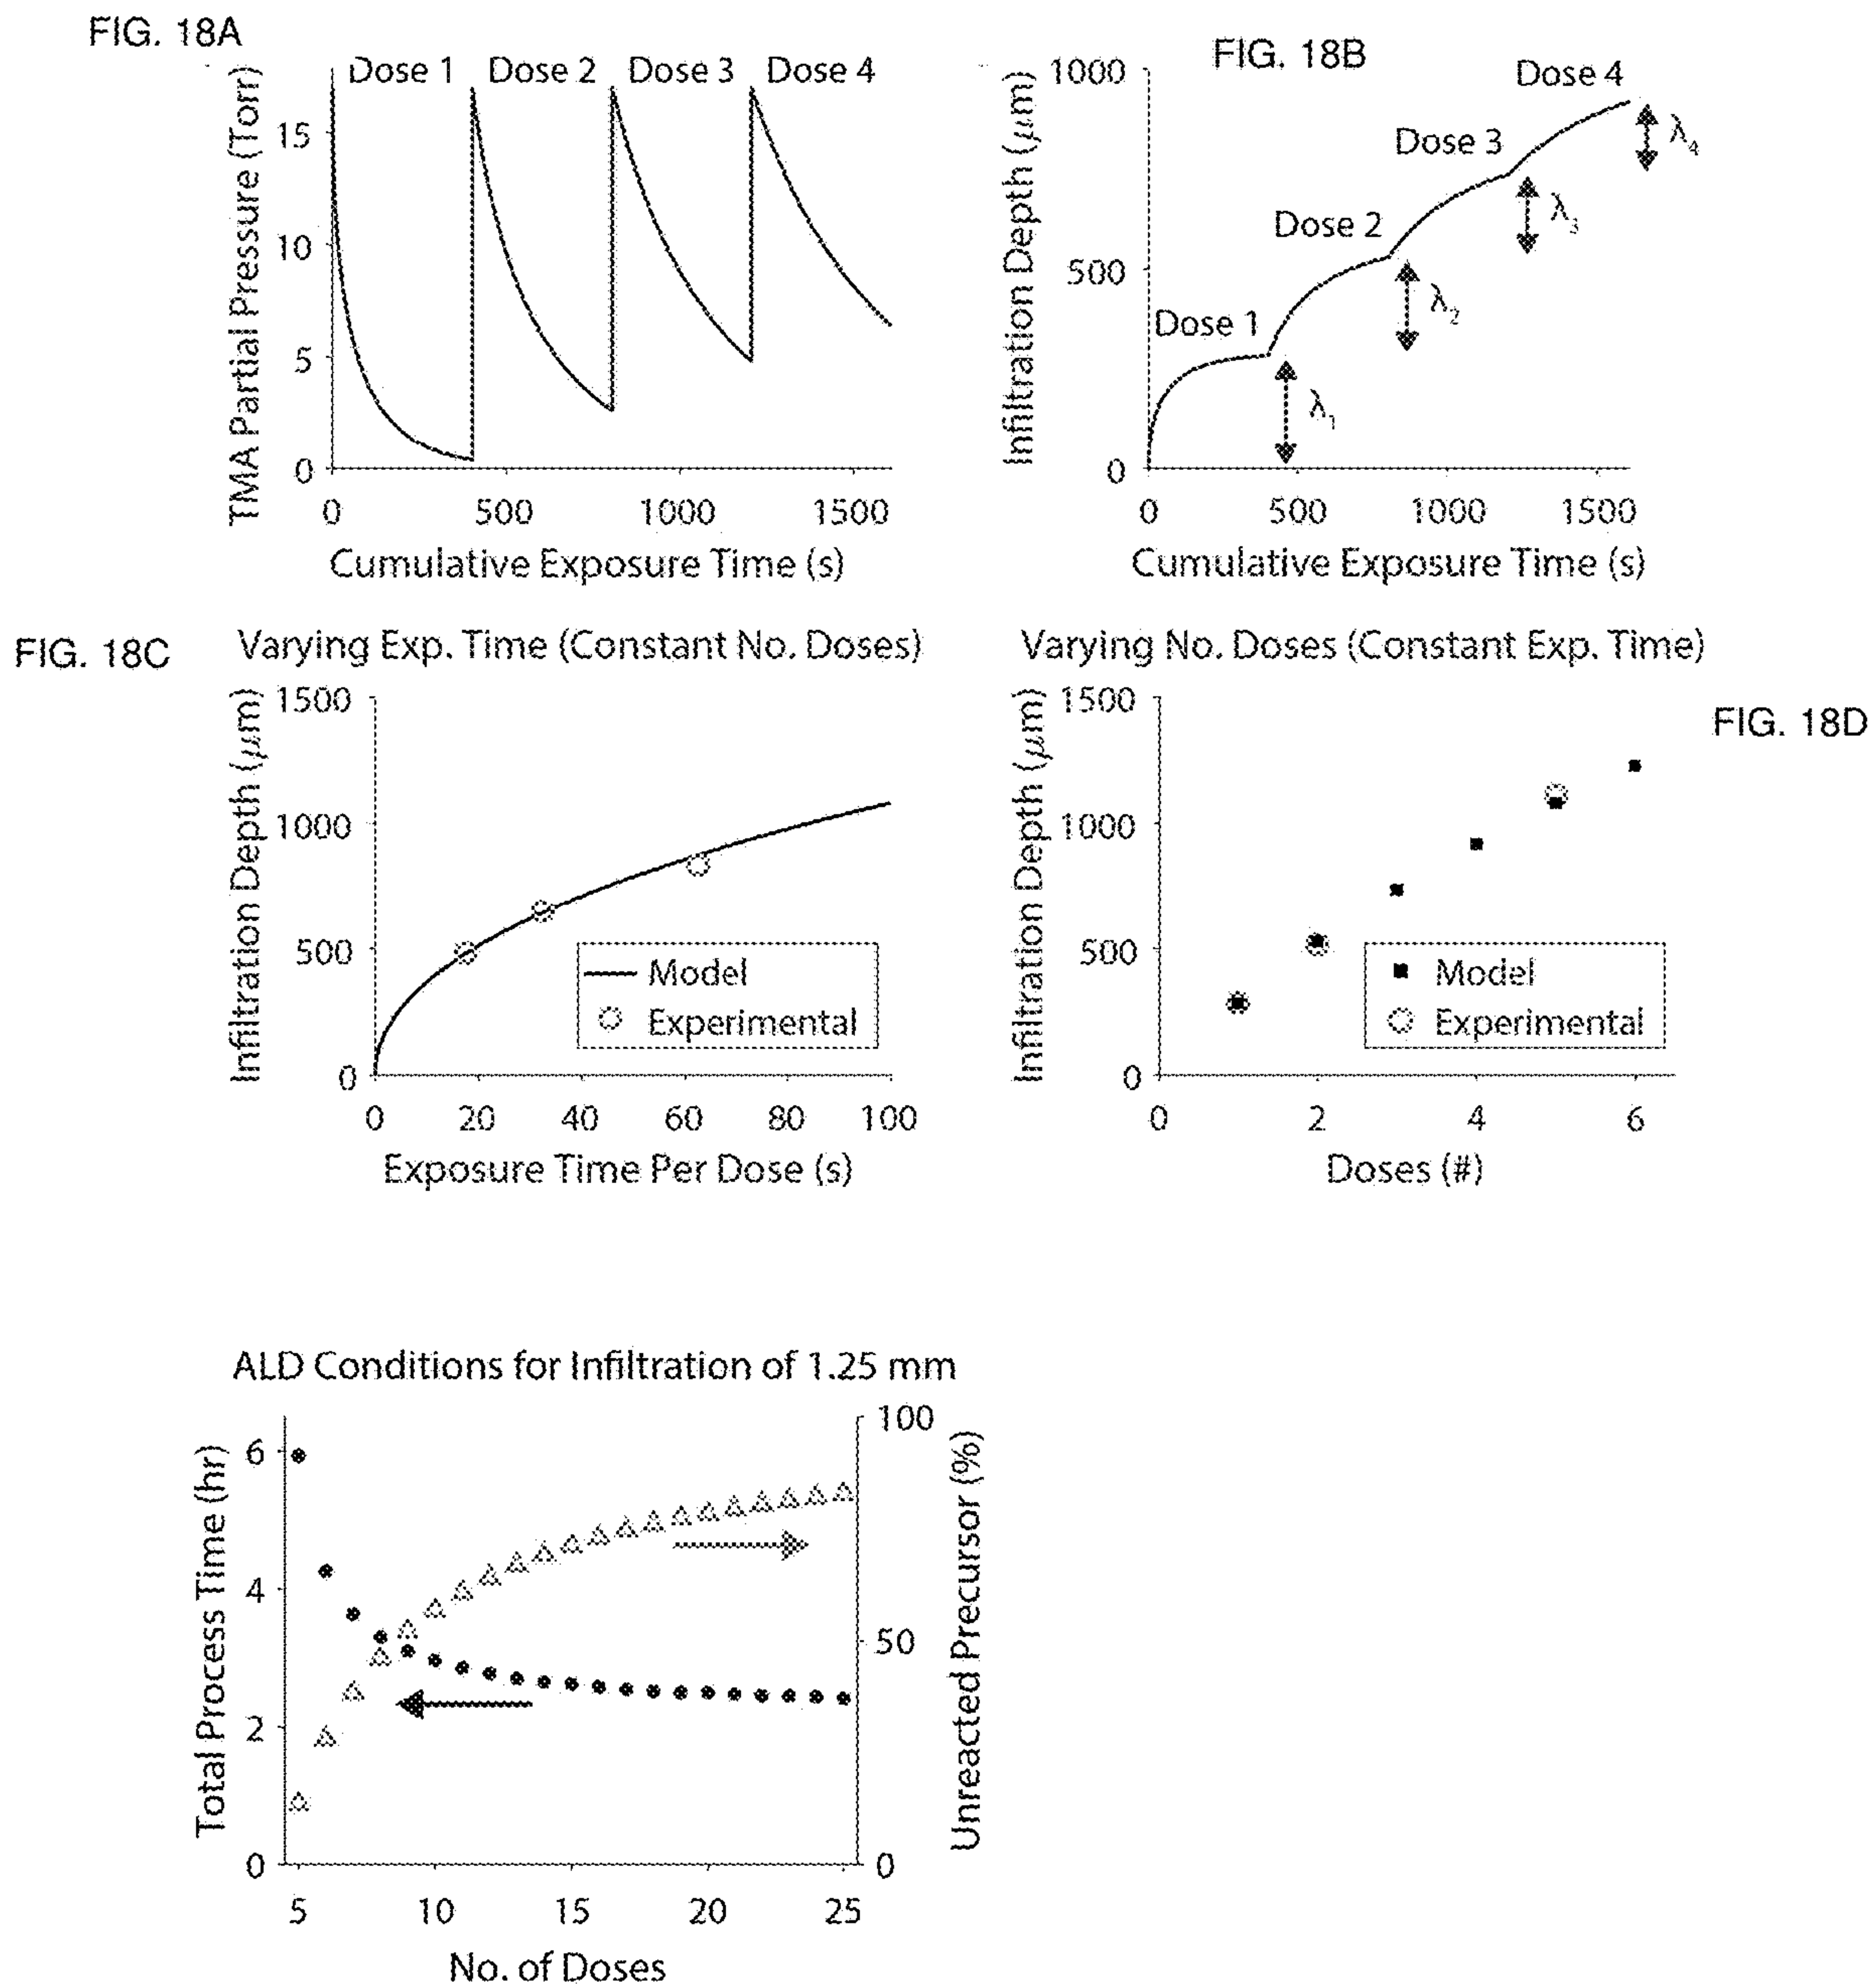 FIG. 18A
Dose 1 Dose 2 Dose 3 Dose 4
TMA Partial Pressure (Torr)
15
10
5
0
0 500 1000 1500
Cumulative Exposure Time (s)
FIG. 18B
Infiltration Depth (μm)
1000
500
0
Dose 1
Dose 2
Dose 3
Dose 4
λ₁
λ₂
λ₃
λ₄
0 500 1000 1500
Cumulative Exposure Time (s)
FIG. 18C
Varying Exp. Time (Constant No. Doses)
Infiltration Depth (μm)
1500
1000
500
0
Model
Experimental
0 20 40 60 80 100
Exposure Time Per Dose (s)
Varying No. Doses (Constant Exp. Time)
FIG. 18D
Infiltration Depth (μm)
1500
1000
500
0
Model
Experimental
0 2 4 6
Doses (#)
ALD Conditions for Infiltration of 1.25 mm
Total Process Time (hr)
6
4
2
0
Unreacted Precursor (%)
100
50
0
5 10 15 20 25
No. of Doses